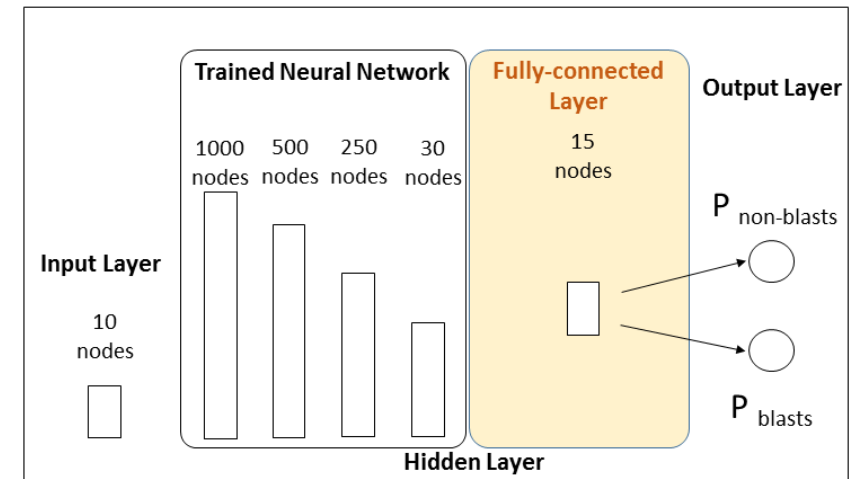 Trained Neural Network
Fully-connected
Layer
Output Layer
1000
nodes
500
nodes
250
nodes
30
nodes
15
nodes
P non-blasts
Input Layer
10
nodes
P blasts
Hidden Layer